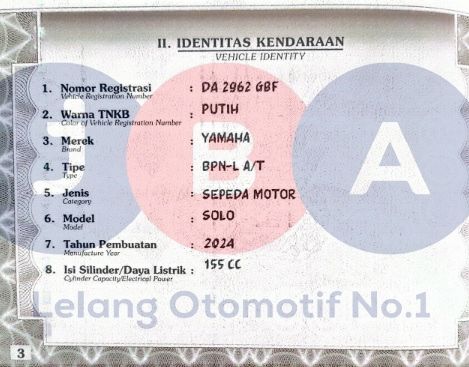 II. IDENTITAS KENDARAAN
VEHICLE IDENTITY
1. Nomor Registrasi : DA 2962 GBF
Vehicle Registration Number
2. Warna TNKB : PUTIH
Color of Vehicle Registration Number
3. Merek : YAMAHA
Brand
4. Tipe : BPN-L A/T
Type
5. Jenis : SEPEDA MOTOR
Category
6. Model : SOLO
Model
7. Tahun Pembuatan : 2024
Manufacture Year
8. Isi Silinder/Daya Listrik : 155 CC
Cylinder Capacity/Electrical Power
JBA
Lelang Otomotif No.1
3